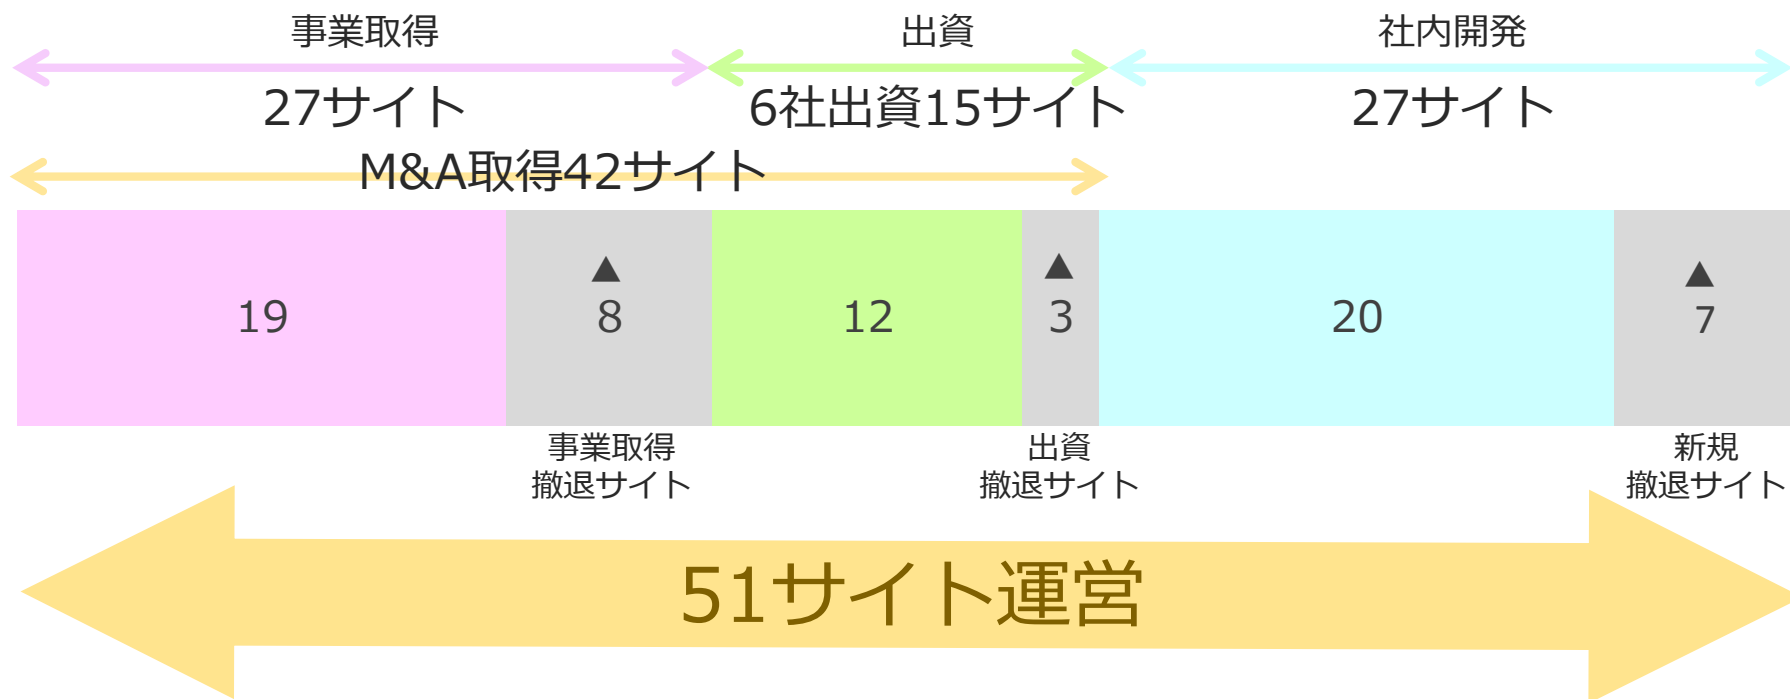 事業取得
出資
社内開発
27サイト
6社出資15サイト
27サイト
M&A取得42サイト
19
▲
8
12
▲
3
20
▲
7
事業取得
撤退サイト
出資
撤退サイト
新規
撤退サイト
51サイト運営